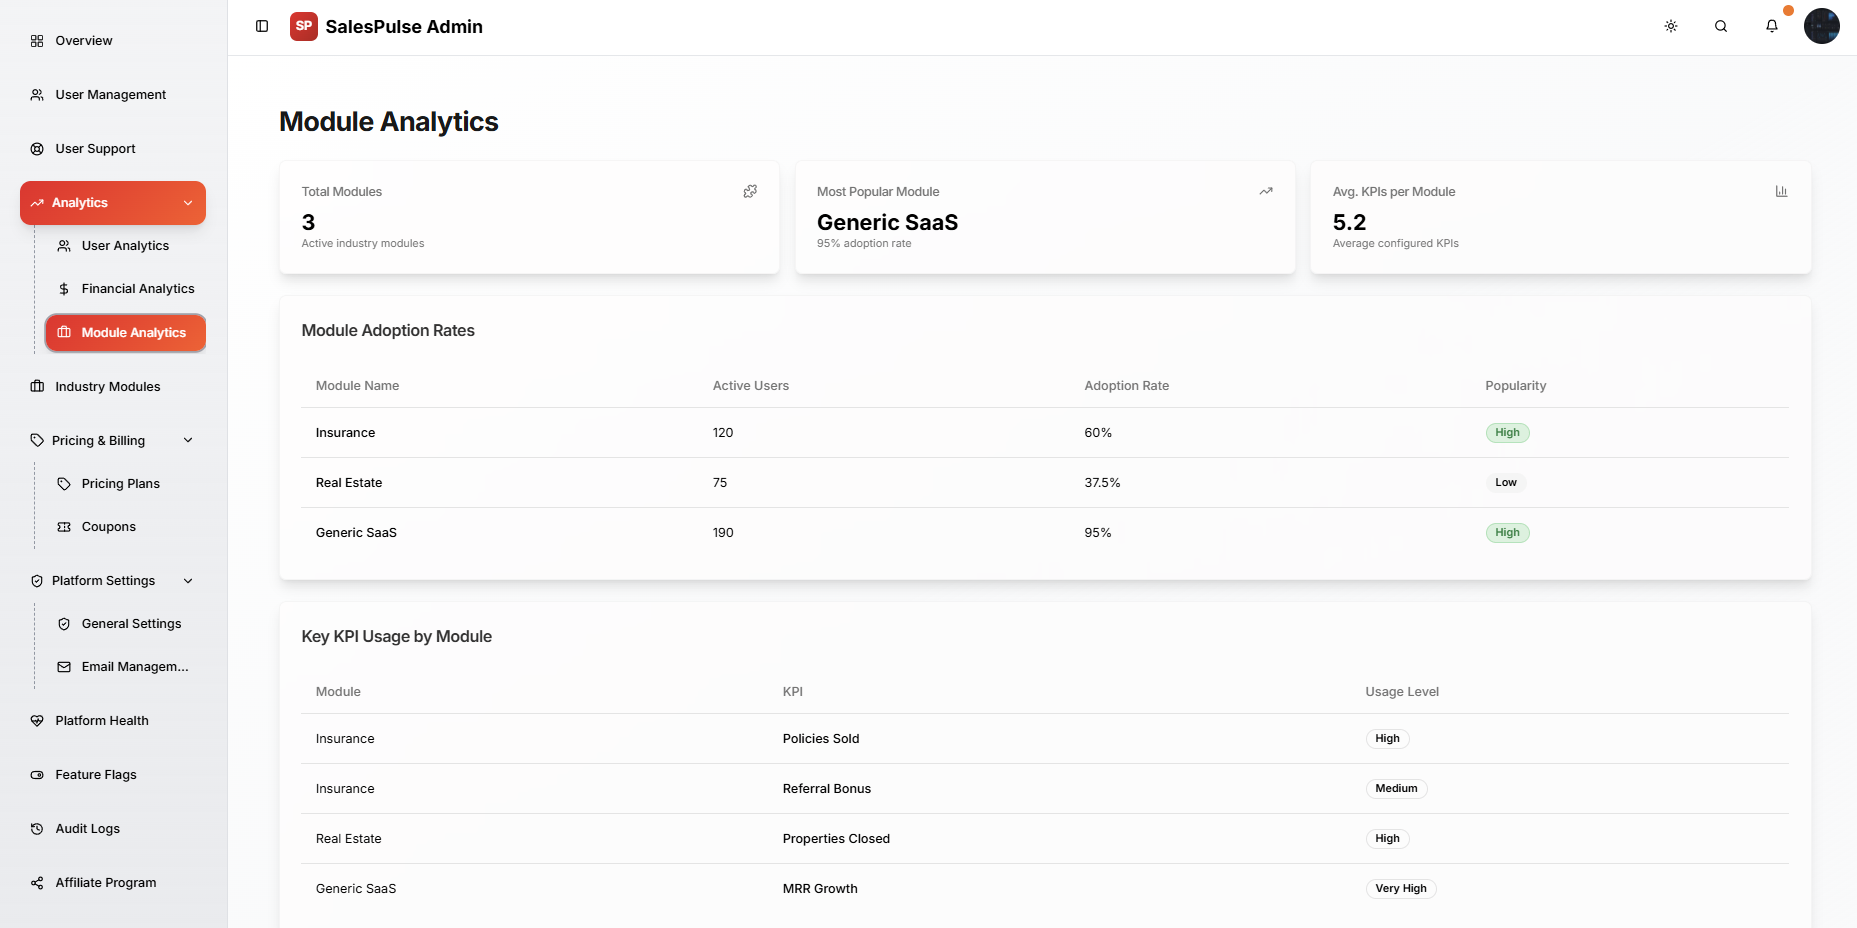 Overview
User Management
User Support
Analytics
User Analytics
Financial Analytics
Module Analytics
Industry Modules
Pricing & Billing
Pricing Plans
Coupons
Platform Settings
General Settings
Email Managem...
Platform Health
Feature Flags
Audit Logs
Affiliate Program
SP SalesPulse Admin
Module Analytics
Total Modules
3
Active industry modules
Most Popular Module
Generic SaaS
95% adoption rate
Avg. KPIs per Module
5.2
Average configured KPIs
Module Adoption Rates
Module Name Active Users Adoption Rate Popularity
Insurance 120 60% High
Real Estate 75 37.5% Low
Generic SaaS 190 95% High
Key KPI Usage by Module
Module KPI Usage Level
Insurance Policies Sold High
Insurance Referral Bonus Medium
Real Estate Properties Closed High
Generic SaaS MRR Growth Very High